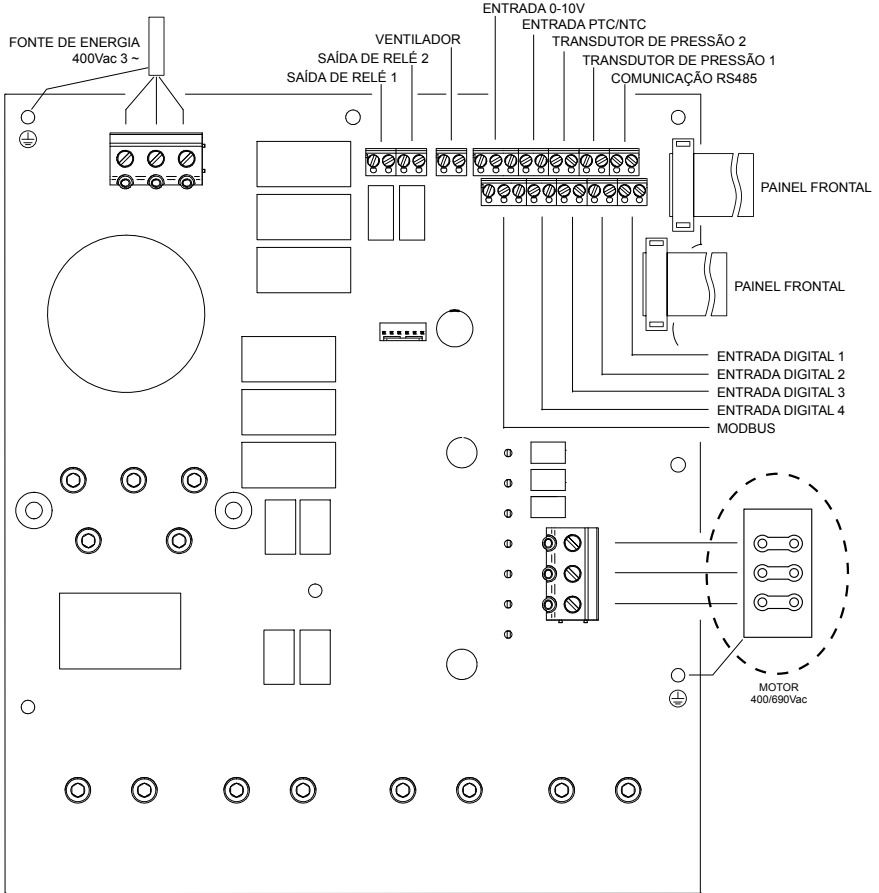 ENTRADA 0-10V
ENTRADA PTC/NTC
FONTE DE ENERGIA
400Vac 3 ~
VENTILADOR
TRANSDUTOR DE PRESSÃO 2
SAÍDA DE RELÉ 2
TRANSDUTOR DE PRESSÃO 1
SAÍDA DE RELÉ 1
COMUNICAÇÃO RS485
PAINEL FRONTAL
PAINEL FRONTAL
ENTRADA DIGITAL 1
ENTRADA DIGITAL 2
ENTRADA DIGITAL 3
ENTRADA DIGITAL 4
MODBUS
MOTOR
400/690Vac